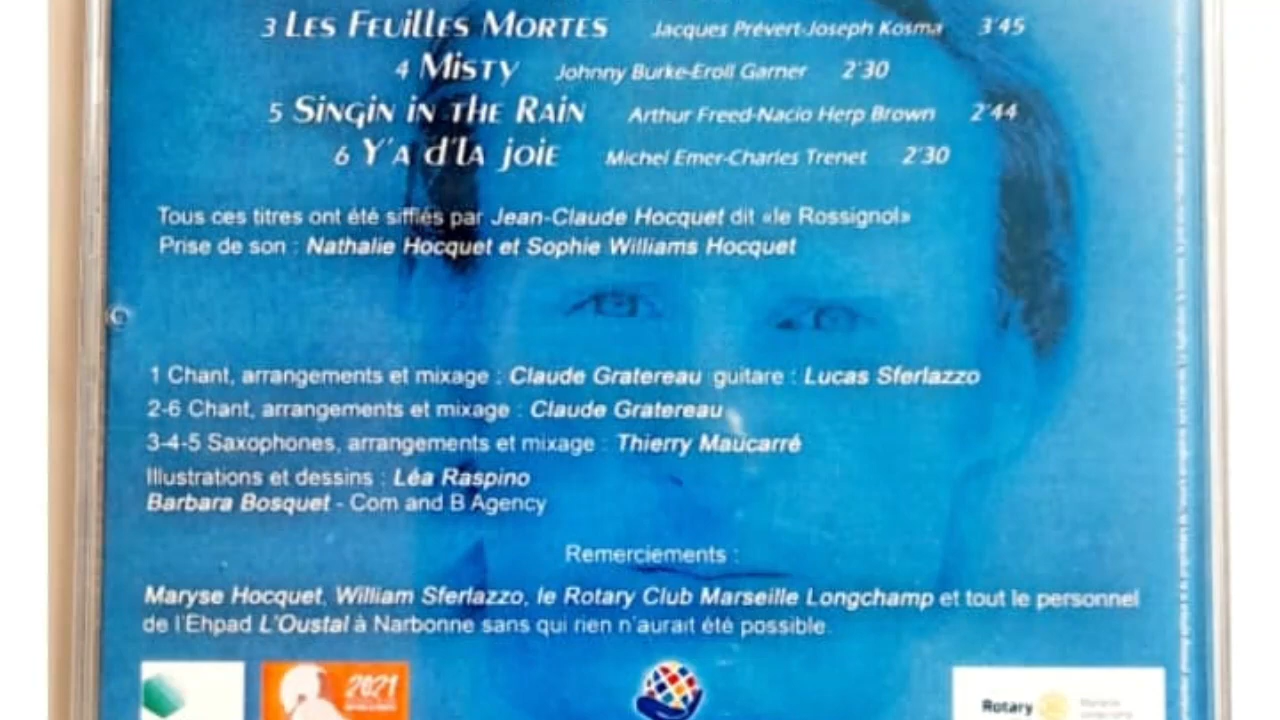 3 LES FEUILLES MORTES Jacques Prévert-Joseph Kosma 3'45
4 MISTY Johnny Burke-Eroll Garner 2'30
5 SINGIN IN THE RAIN Arthur Freed-Nacio Herp Brown 2'44
6 Y'A d'LA JOIE Michel Emer-Charles Trenet 2'30
Tous ces titres ont été sifflés par Jean-Claude Hocquet dit «le Rossignol»
Prise de son : Nathalie Hocquet et Sophie Williams Hocquet
1 Chant, arrangements et mixage : Claude Gratereau guitare : Lucas Sferlazzo
2-6 Chant, arrangements et mixage : Claude Gratereau
3-4-5 Saxophones, arrangements et mixage : Thierry Maucarré
Illustrations et dessins : Léa Raspino
Barbara Bosquet - Com and B Agency
Remerciements :
Maryse Hocquet, William Sferlazzo, le Rotary Club Marseille Longchamp et tout le personnel
de l'Ehpad L'Oustal à Narbonne sans qui rien n'aurait été possible.
2021
Rotary